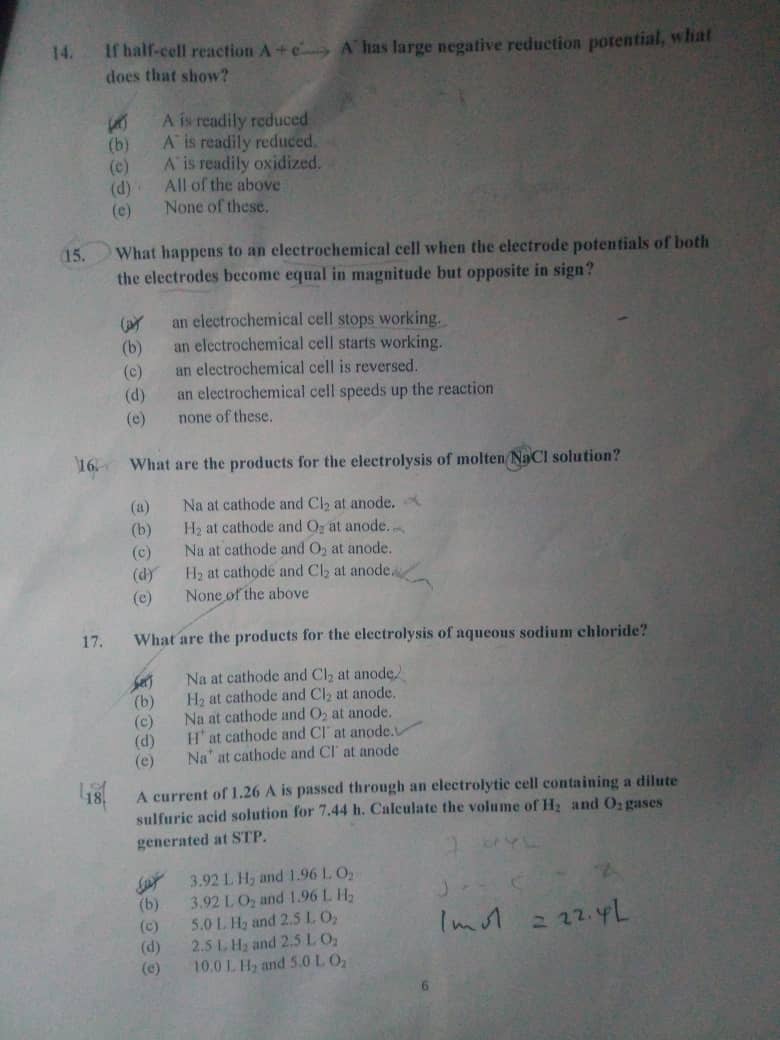 14. If half-cell reaction A + e⁻ → A⁻ has large negative reduction potential, what
does that show?
(a) A is readily reduced
(b) A⁻ is readily reduced.
(c) A⁻ is readily oxidized.
(d) All of the above
(e) None of these.
15. What happens to an electrochemical cell when the electrode potentials of both
the electrodes become equal in magnitude but opposite in sign?
(a) an electrochemical cell stops working.
(b) an electrochemical cell starts working.
(c) an electrochemical cell is reversed.
(d) an electrochemical cell speeds up the reaction
(e) none of these.
16. What are the products for the electrolysis of molten NaCl solution?
(a) Na at cathode and Cl₂ at anode.
(b) H₂ at cathode and O₂ at anode.
(c) Na at cathode and O₂ at anode.
(d) H₂ at cathode and Cl₂ at anode.
(e) None of the above
17. What are the products for the electrolysis of aqueous sodium chloride?
(a) Na at cathode and Cl₂ at anode
(b) H₂ at cathode and Cl₂ at anode.
(c) Na at cathode and O₂ at anode.
(d) H⁺ at cathode and Cl⁻ at anode.
(e) Na⁺ at cathode and Cl⁻ at anode
18. A current of 1.26 A is passed through an electrolytic cell containing a dilute
sulfuric acid solution for 7.44 h. Calculate the volume of H₂ and O₂ gases
generated at STP.
(a) 3.92 L H₂ and 1.96 L O₂
(b) 3.92 L O₂ and 1.96 L H₂
(c) 5.0 L H₂ and 2.5 L O₂
(d) 2.5 L H₂ and 2.5 L O₂
(e) 10.0 L H₂ and 5.0 L O₂
1mol = 22.4L
6